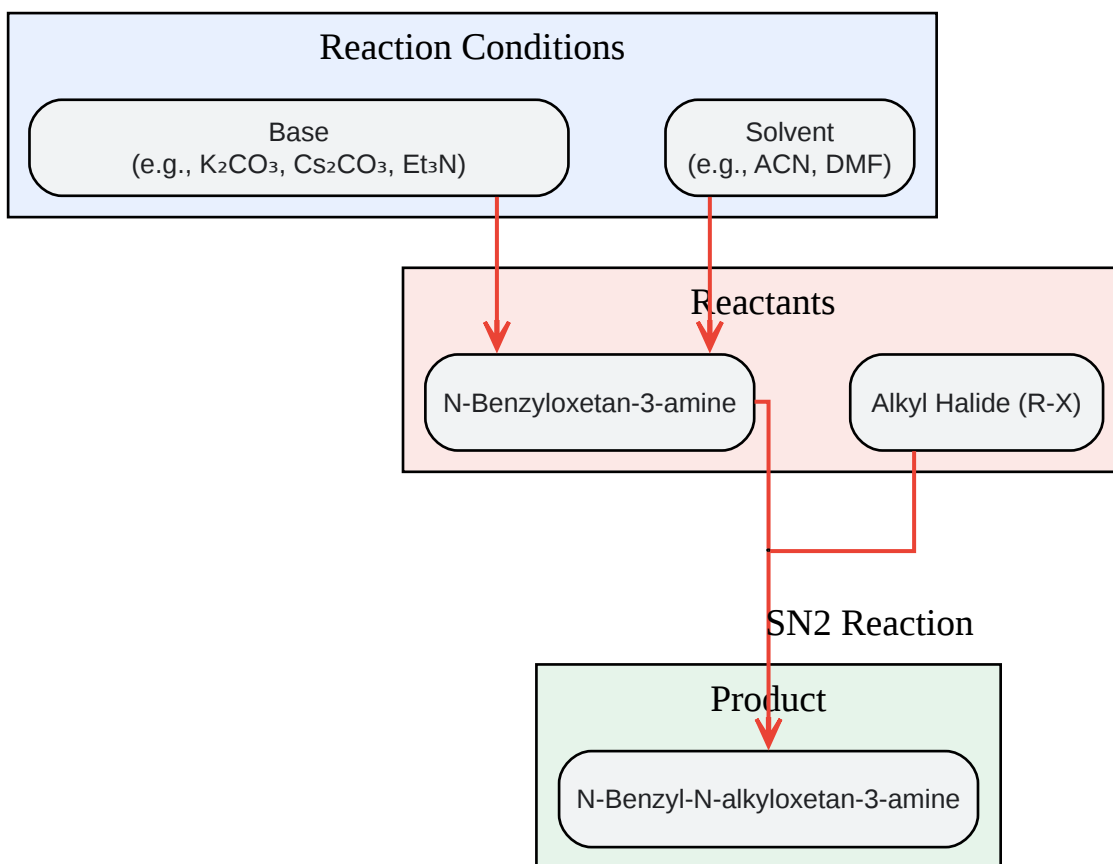 Reaction Conditions
Base
(e.g., K₂CO₃, Cs₂CO₃, Et₃N)
Solvent
(e.g., ACN, DMF)
Reactants
N-Benzyloxetan-3-amine
Alkyl Halide (R-X)
SN2 Reaction
Product
N-Benzyl-N-alkyloxetan-3-amine